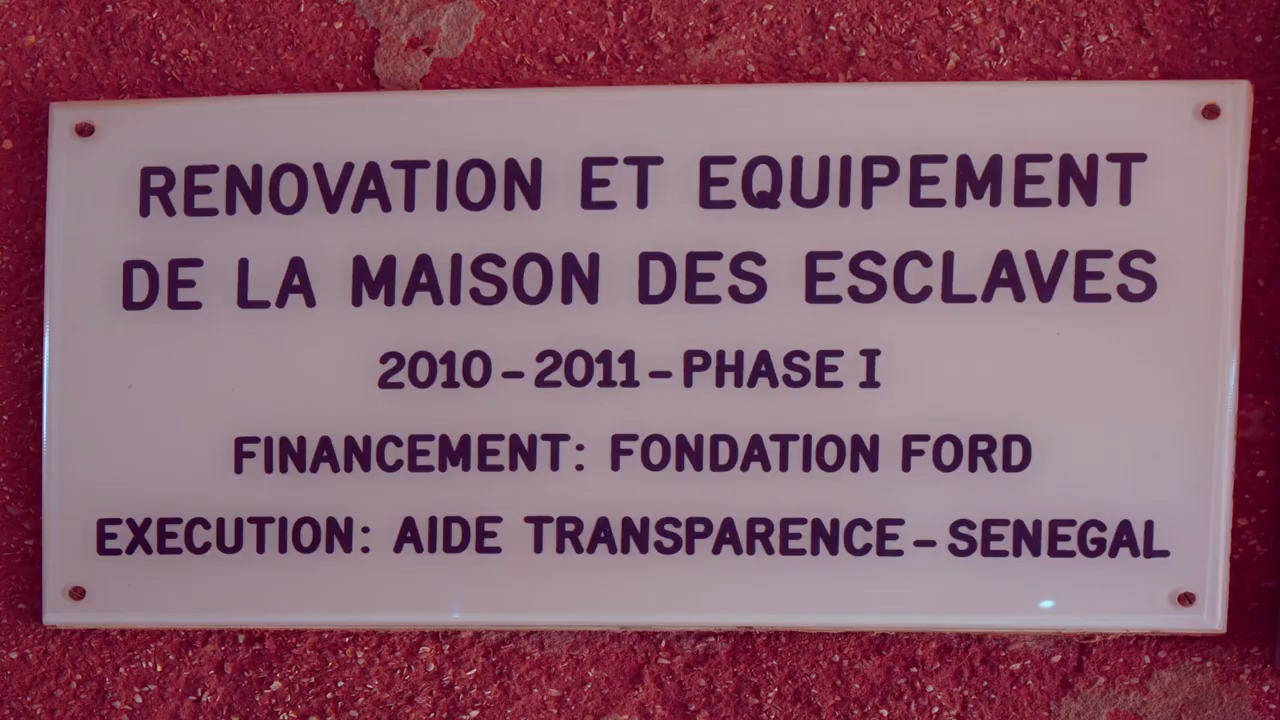 RENOVATION ET EQUIPEMENT
DE LA MAISON DES ESCLAVES
2010-2011-PHASE I
FINANCEMENT: FONDATION FORD
EXECUTION: AIDE TRANSPARENCE-SENEGAL